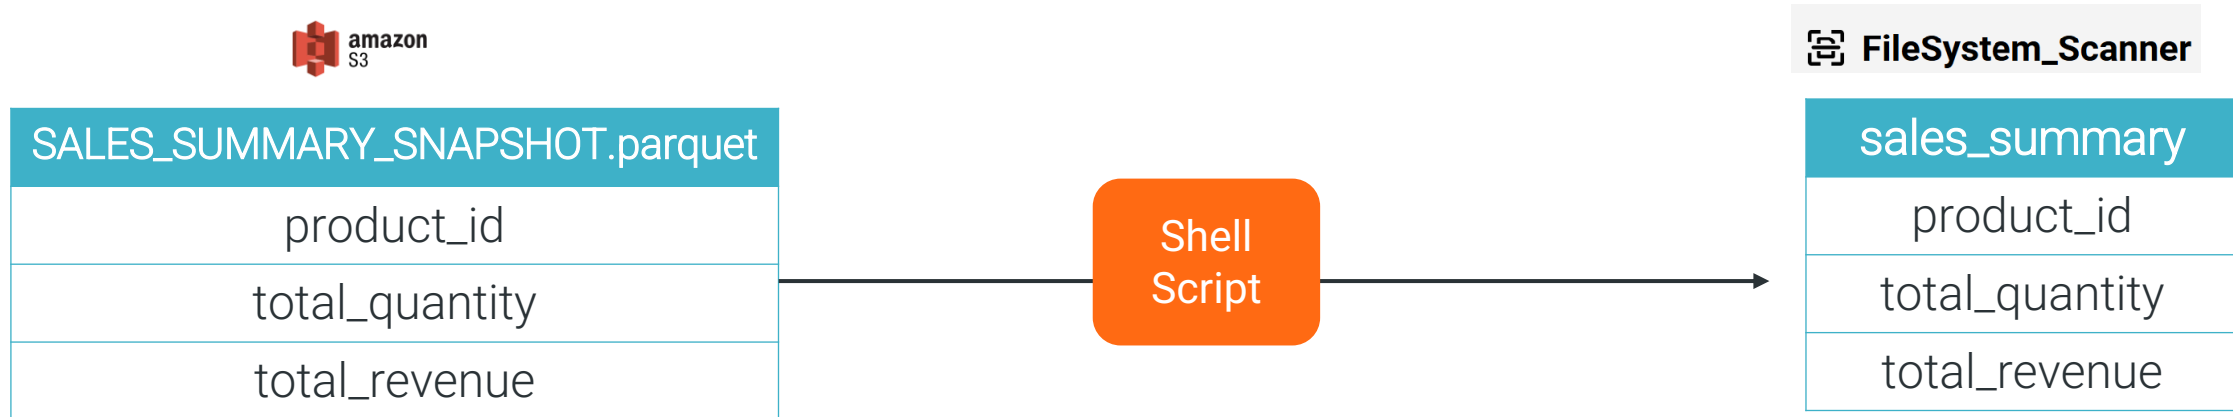 amazon
S3
SALES_SUMMARY_SNAPSHOT.parquet
product_id
total_quantity
total_revenue
Shell
Script
FileSystem_Scanner
sales_summary
product_id
total_quantity
total_revenue